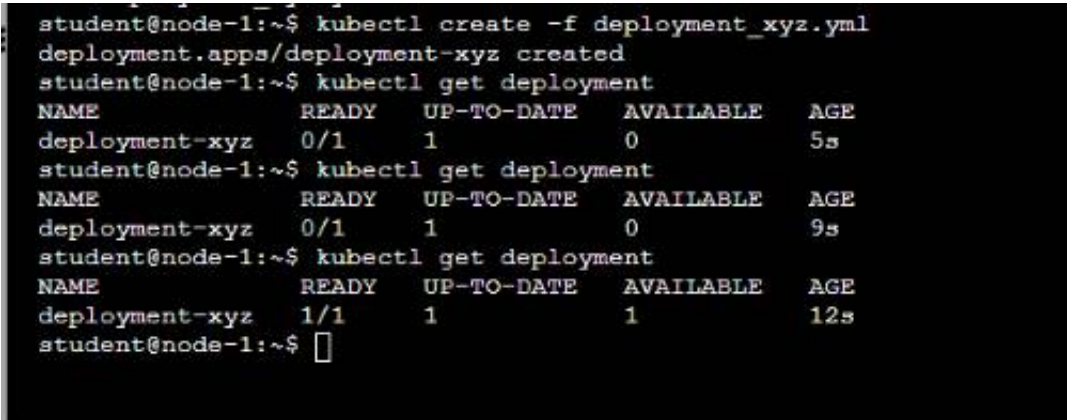 student@node-1:~$ kubectl create -f deployment_xyz.yml
deployment.apps/deployment-xyz created
student@node-1:~$ kubectl get deployment
NAME READY UP-TO-DATE AVAILABLE AGE
deployment-xyz 0/1 1 0 5s
student@node-1:~$ kubectl get deployment
NAME READY UP-TO-DATE AVAILABLE AGE
deployment-xyz 0/1 1 0 9s
student@node-1:~$ kubectl get deployment
NAME READY UP-TO-DATE AVAILABLE AGE
deployment-xyz 1/1 1 1 12s
student@node-1:~$